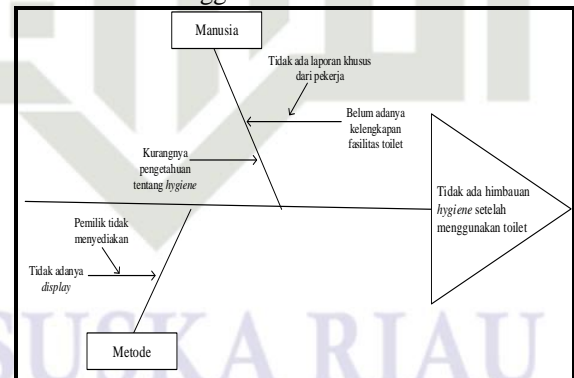 Manusia
Tidak ada laporan khusus
dari pekerja
Belum adanya
kelengkapan
fasilitas toilet
Kurangnya
pengetahuan
tentang hygiene
Tidak ada himbauan
hygiene setelah
menggunakan toilet
Pemilik tidak
menyediakan
Tidak adanya
display
Metode
SUSKA RIAU